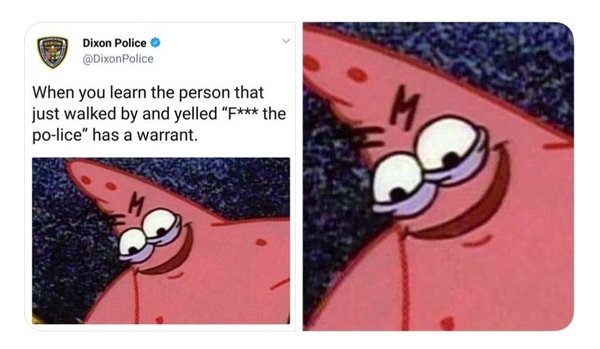 Dixon Police
@DixonPolice
When you learn the person that
just walked by and yelled “F*** the
po-lice” has a warrant.